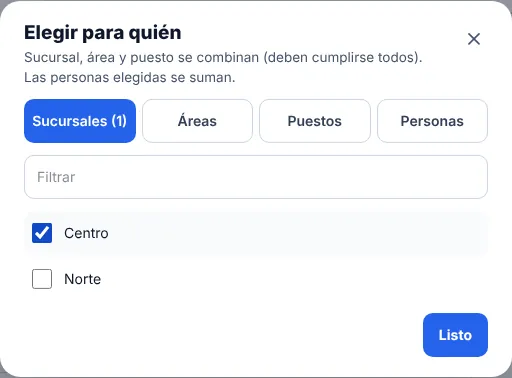 Elegir para quién
Sucursal, área y puesto se combinan (deben cumplirse todos).
Las personas elegidas se suman.
Sucursales (1)
Áreas
Puestos
Personas
Filtrar
Centro
Norte
Listo